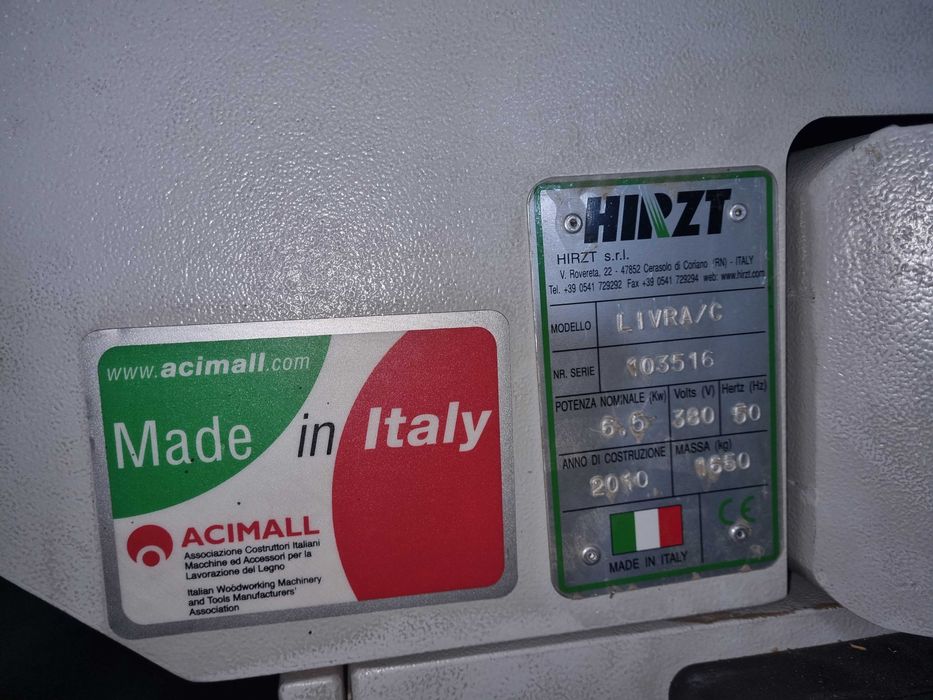 www.acimall.com
Made in Italy
ACIMALL
Associazione Costruttori Italiani
Macchine ed Accessori per la
Lavorazione del Legno
Italian Woodworking Machinery
and Tools Manufacturers'
Association
HIRZT
HIRZT s.r.l.
V. Rovereta, 22 - 47852 Cerasolo di Coriano (RN) - ITALY
Tel. +39 0541 729292 Fax +39 0541 729294 web: www.hirzt.com
MODELLO L1VRA/C
NR. SERIE 103516
POTENZA NOMINALE (Kw) Volts (V) Hertz (Hz)
6.5 380 50
ANNO DI COSTRUZIONE MASSA (kg)
2010 1550
MADE IN ITALY
CE